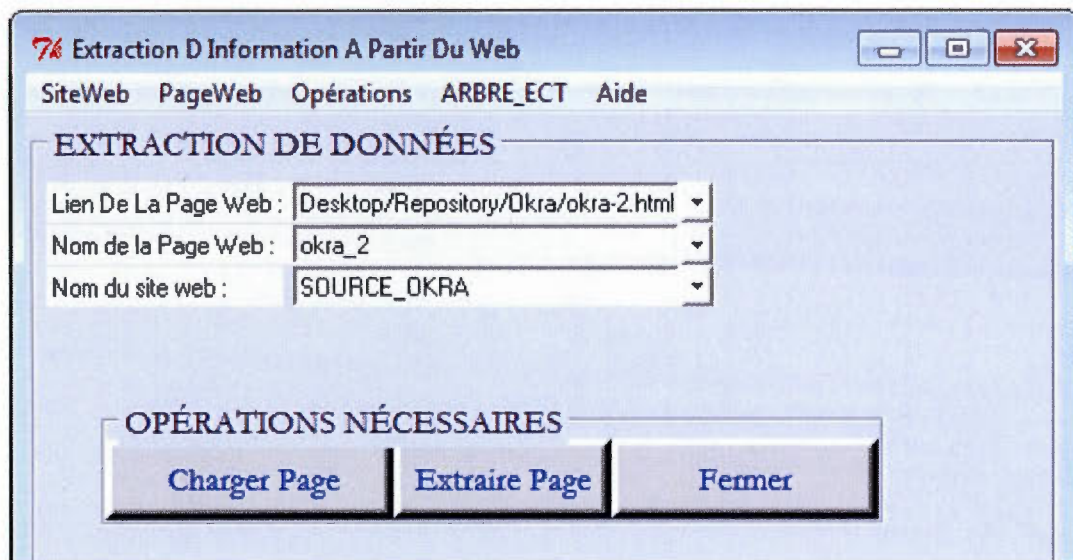 Extraction D Information A Partir Du Web
SiteWeb PageWeb Opérations ARBRE_ECT Aide
EXTRACTION DE DONNÉES
Lien De La Page Web : Desktop/Repository/Okra/okra-2.html
Nom de la Page Web : okra_2
Nom du site web : SOURCE_OKRA
OPÉRATIONS NÉCESSAIRES
Charger Page Extraire Page Fermer